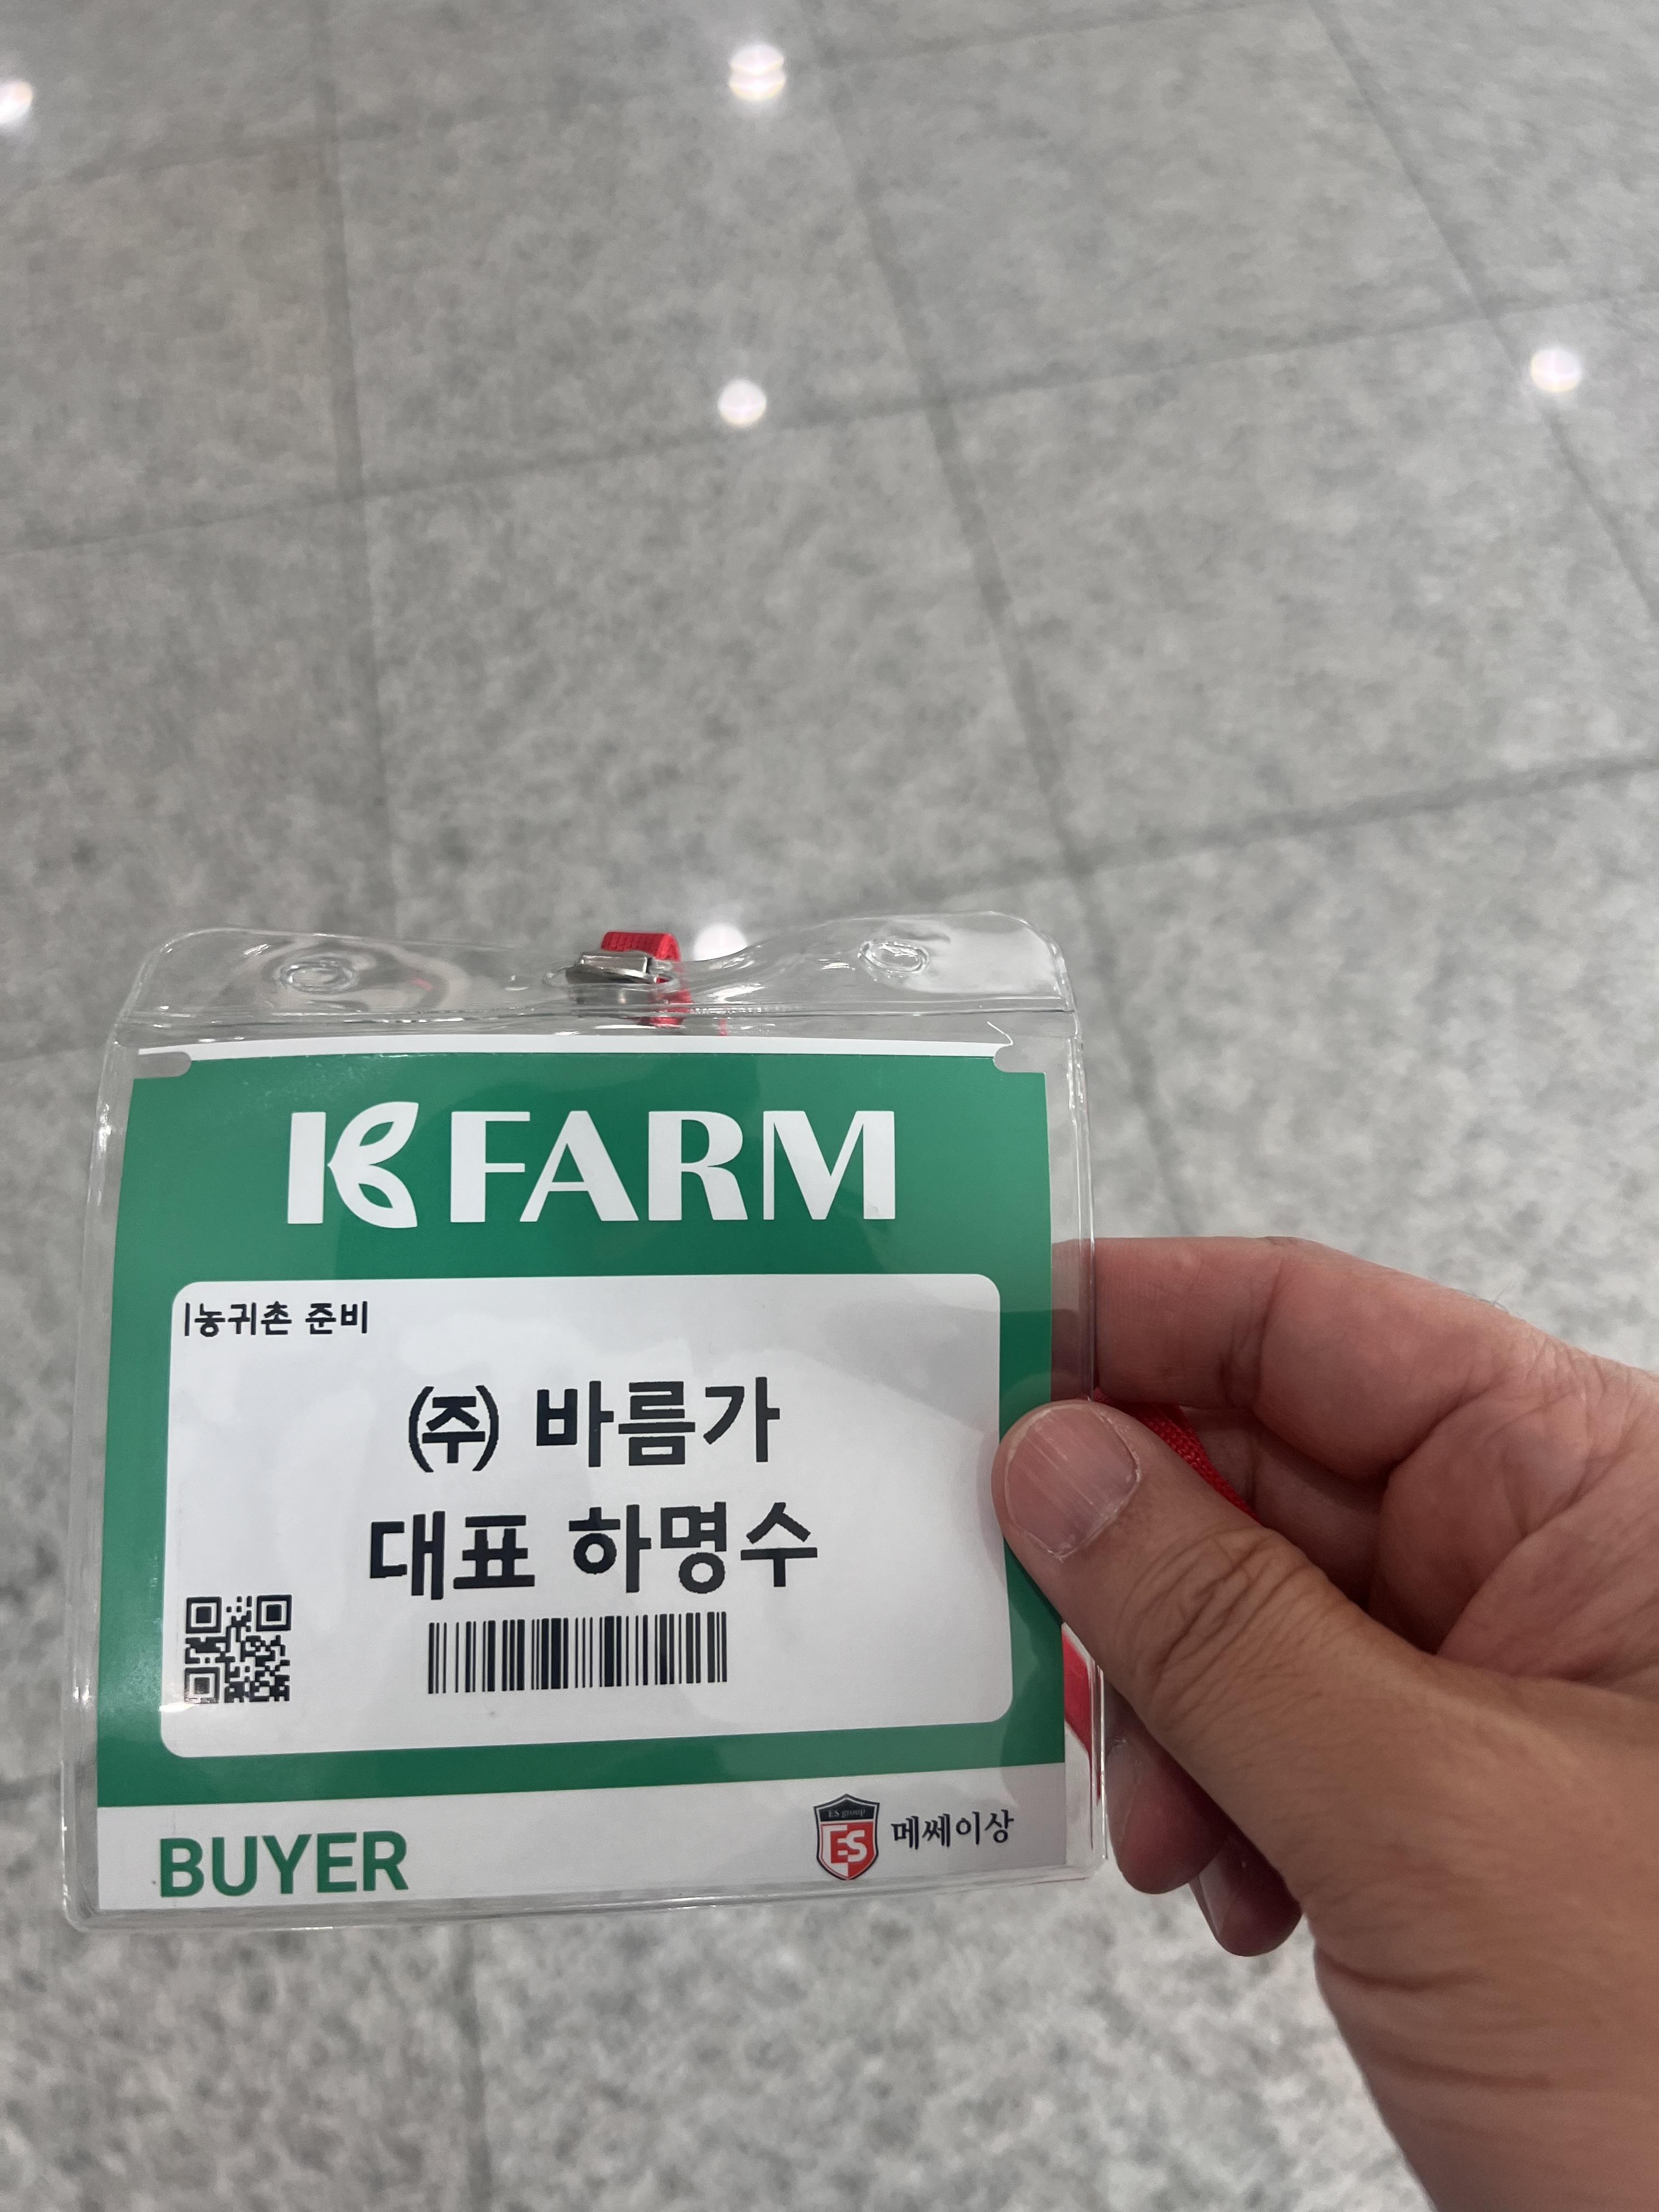 K FARM
농귀촌 준비
㈜ 바름가
대표 하명수
BUYER
ES group
ES
메쎄이상